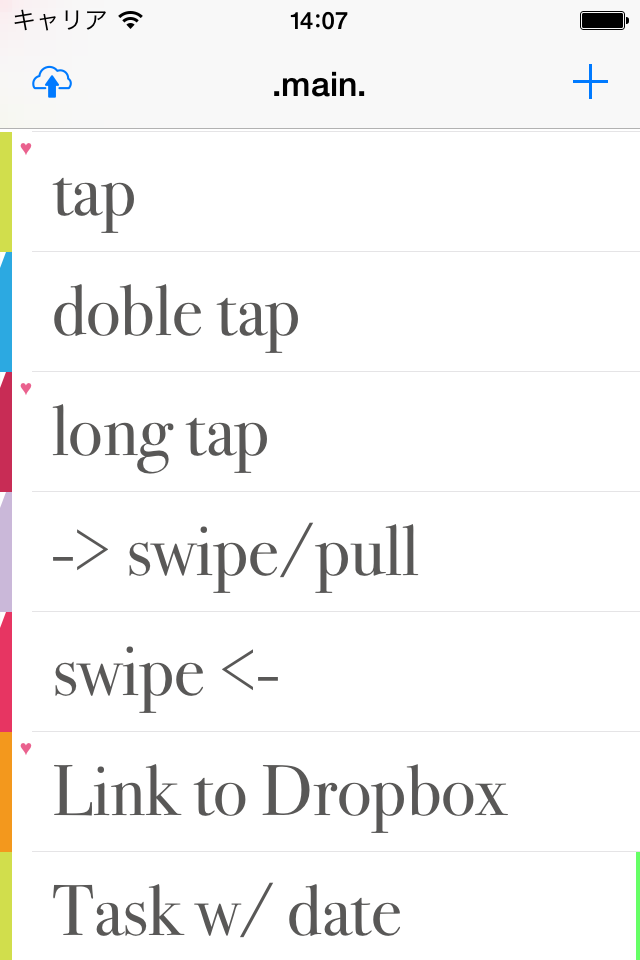 キャリア 14:07
.main.
tap
doble tap
long tap
-> swipe/pull
swipe <-
Link to Dropbox
Task w/ date